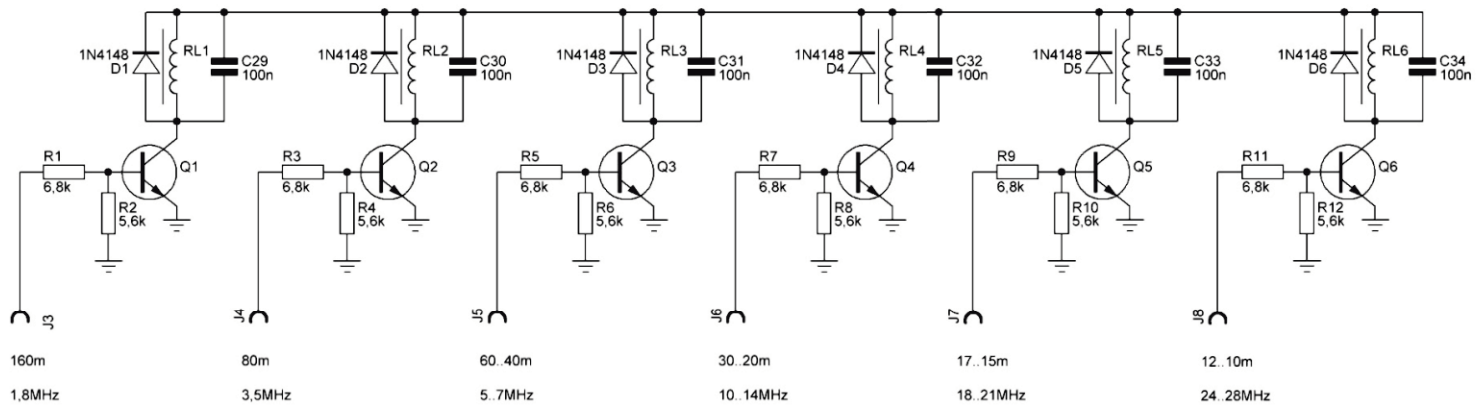 1N4148
D1
RL1
C29
100n
R1
6,8k
Q1
R2
5,6k
J3
160m
1,8MHz
1N4148
D2
RL2
C30
100n
R3
6,8k
Q2
R4
5,6k
J4
80m
3,5MHz
1N4148
D3
RL3
C31
100n
R5
6,8k
Q3
R6
5,6k
J5
60..40m
5..7MHz
1N4148
D4
RL4
C32
100n
R7
6,8k
Q4
R8
5,6k
J6
30..20m
10..14MHz
1N4148
D5
RL5
C33
100n
R9
6,8k
Q5
R10
5,6k
J7
17..15m
18..21MHz
1N4148
D6
RL6
C34
100n
R11
6,8k
Q6
R12
5,6k
J8
12..10m
24..28MHz